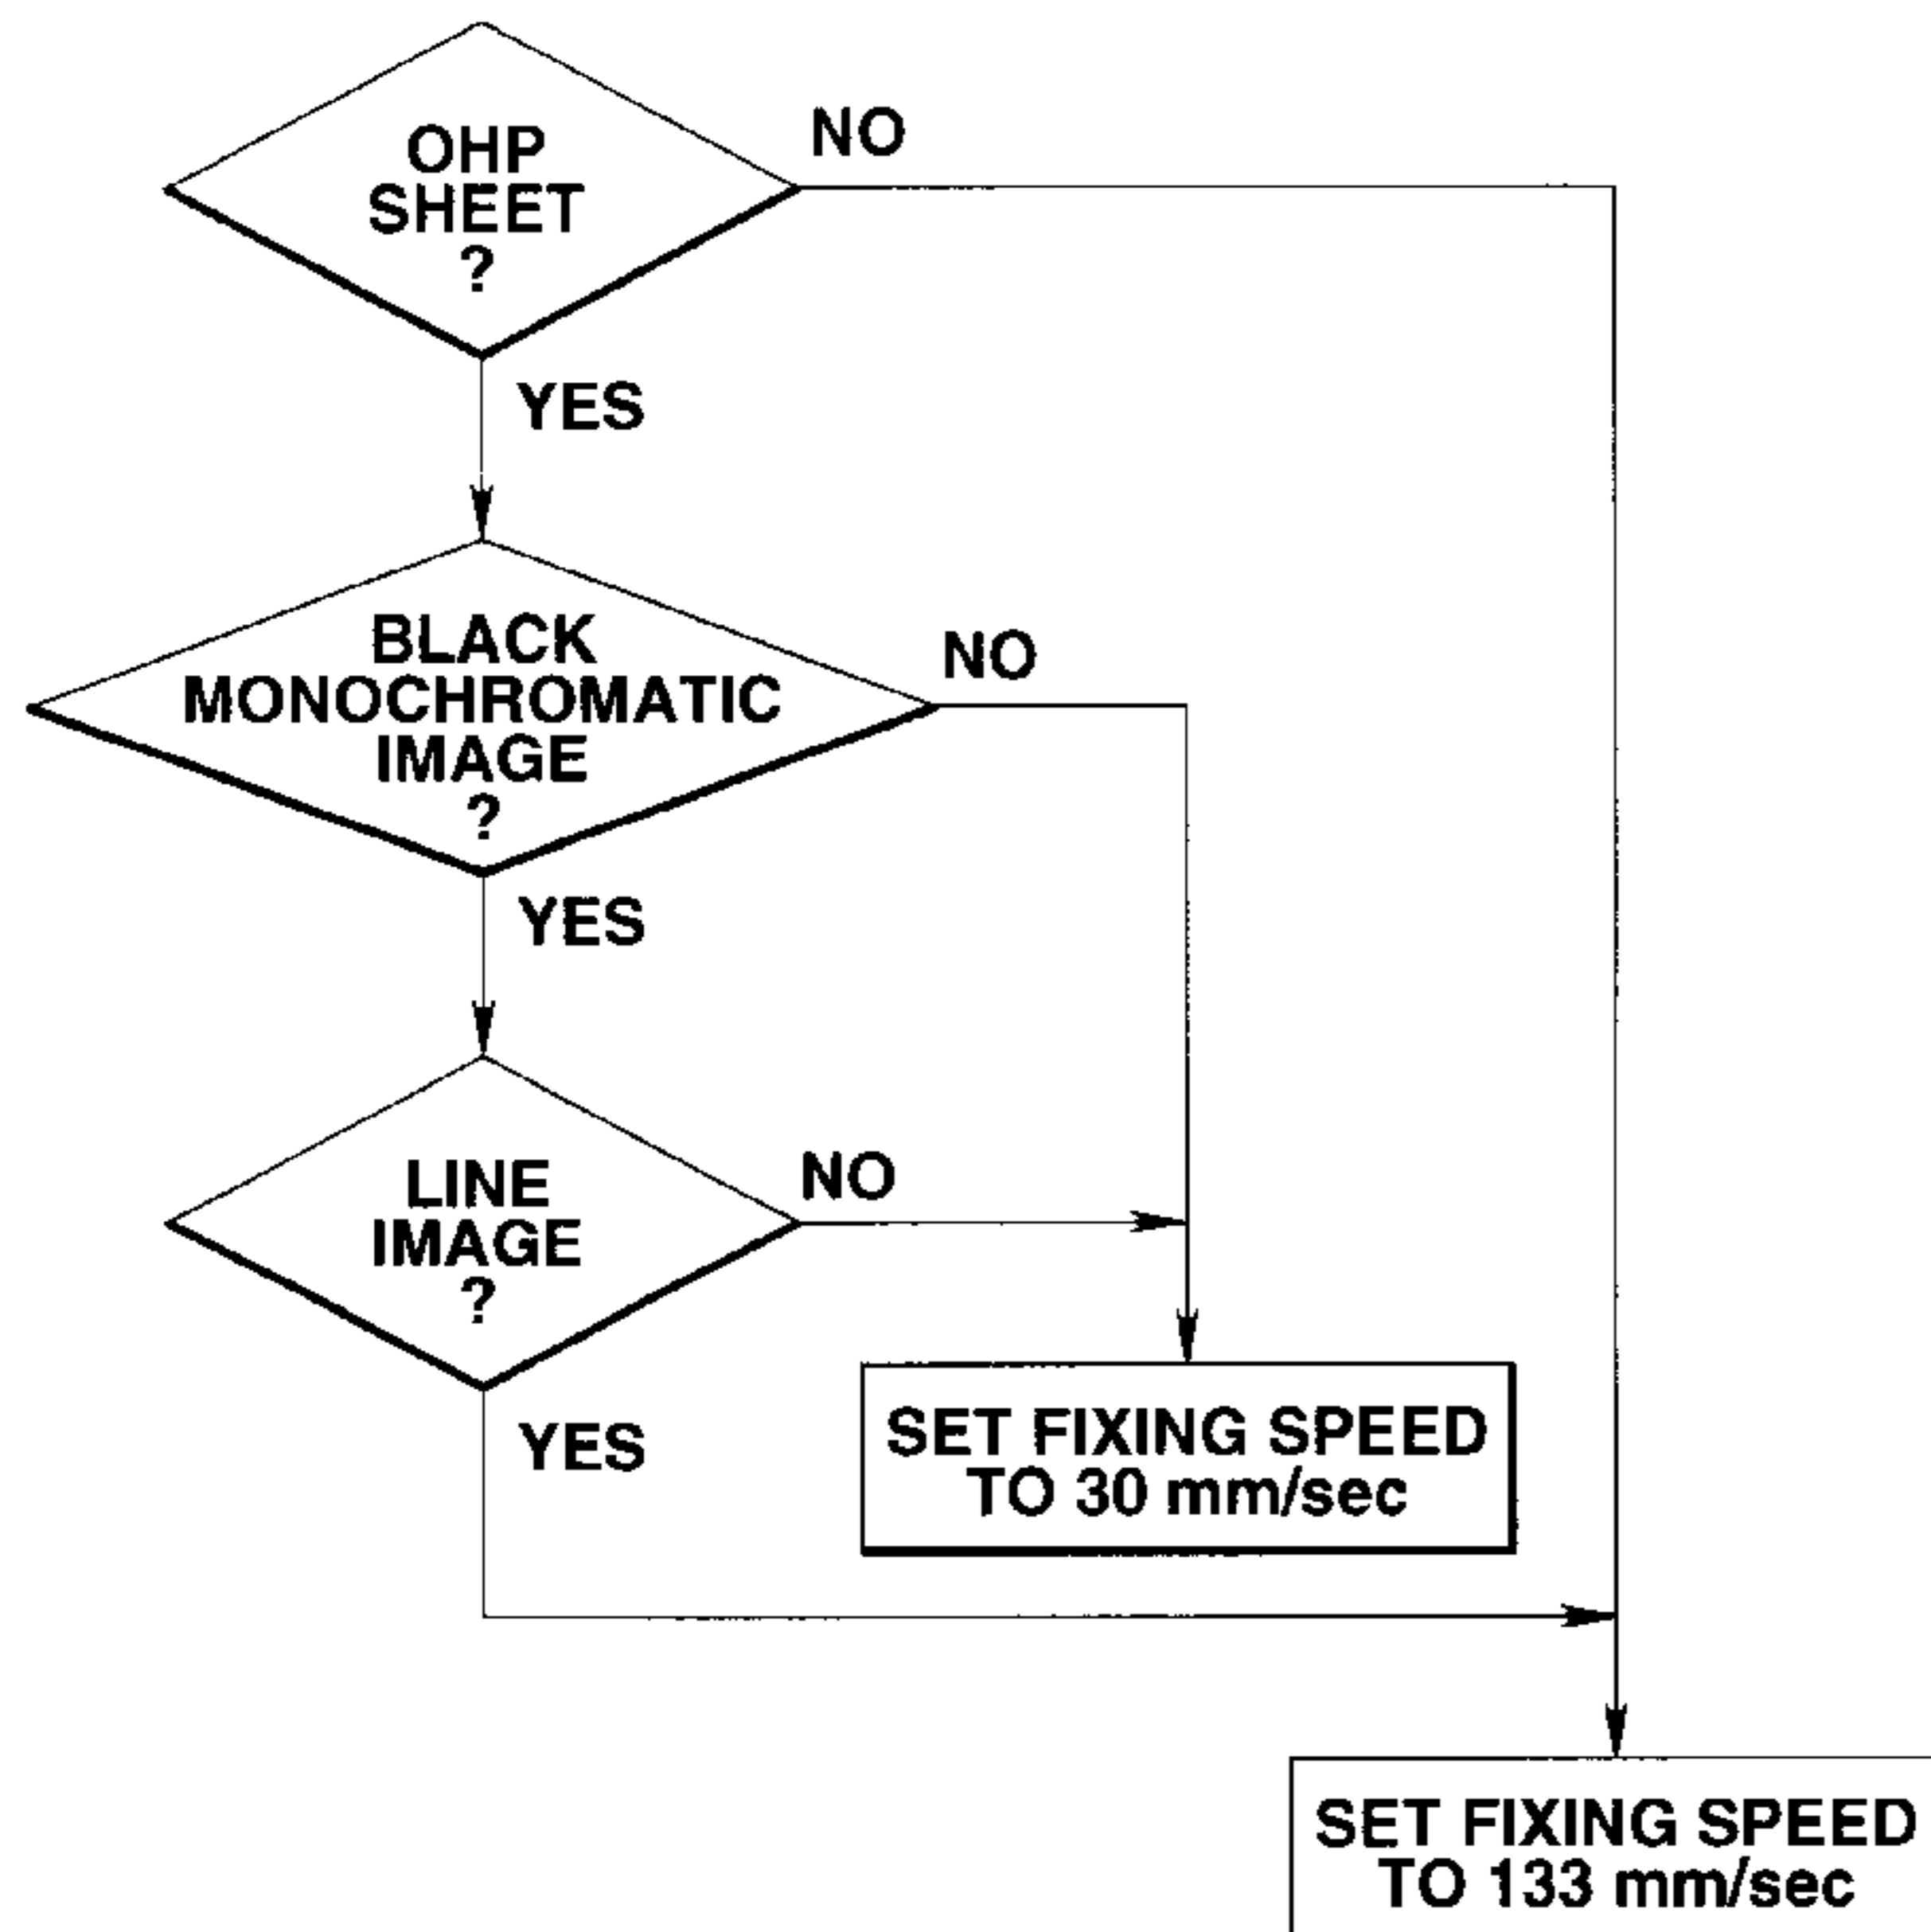 OHP
SHEET
?
NO
YES
BLACK
MONOCHROMATIC
IMAGE
?
NO
YES
LINE
IMAGE
?
NO
YES
SET FIXING SPEED
TO 30 mm/sec
SET FIXING SPEED
TO 133 mm/sec